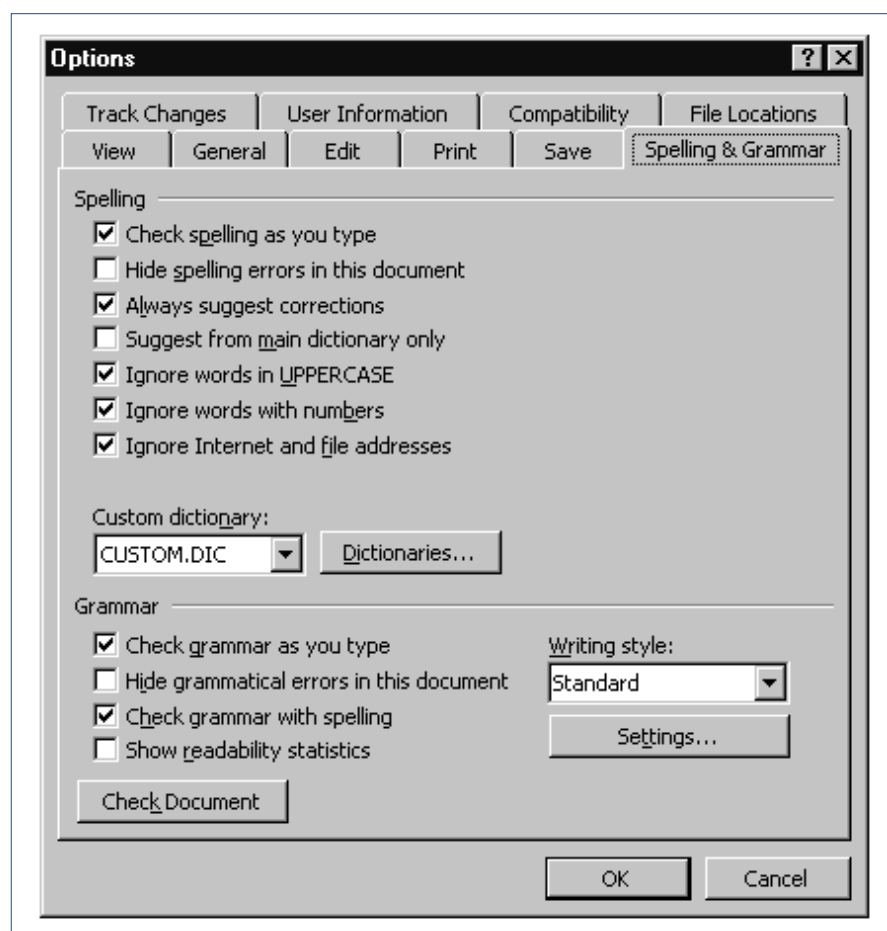 Options
Track Changes User Information Compatibility File Locations
View General Edit Print Save Spelling & Grammar
Spelling
Check spelling as you type
Hide spelling errors in this document
Always suggest corrections
Suggest from main dictionary only
Ignore words in UPPERCASE
Ignore words with numbers
Ignore Internet and file addresses
Custom dictionary:
CUSTOM.DIC Dictionaries...
Grammar
Check grammar as you type Writing style:
Hide grammatical errors in this document Standard
Check grammar with spelling
Show readability statistics Settings...
Check Document
OK Cancel